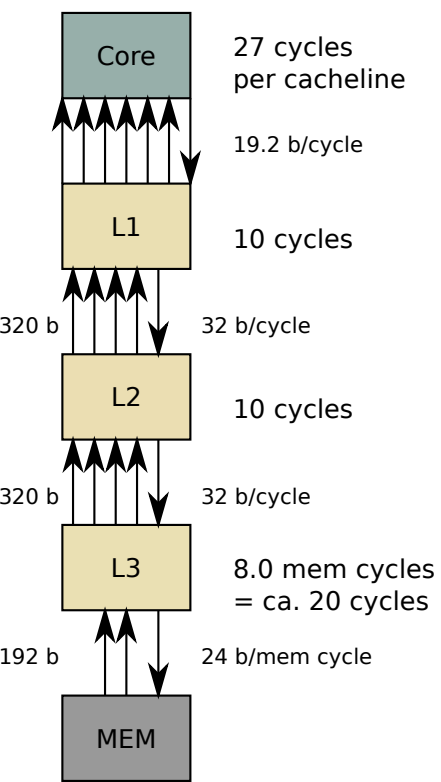 Core
27 cycles
per cacheline
19.2 b/cycle
L1
10 cycles
320 b
32 b/cycle
L2
10 cycles
320 b
32 b/cycle
L3
8.0 mem cycles
= ca. 20 cycles
192 b
24 b/mem cycle
MEM